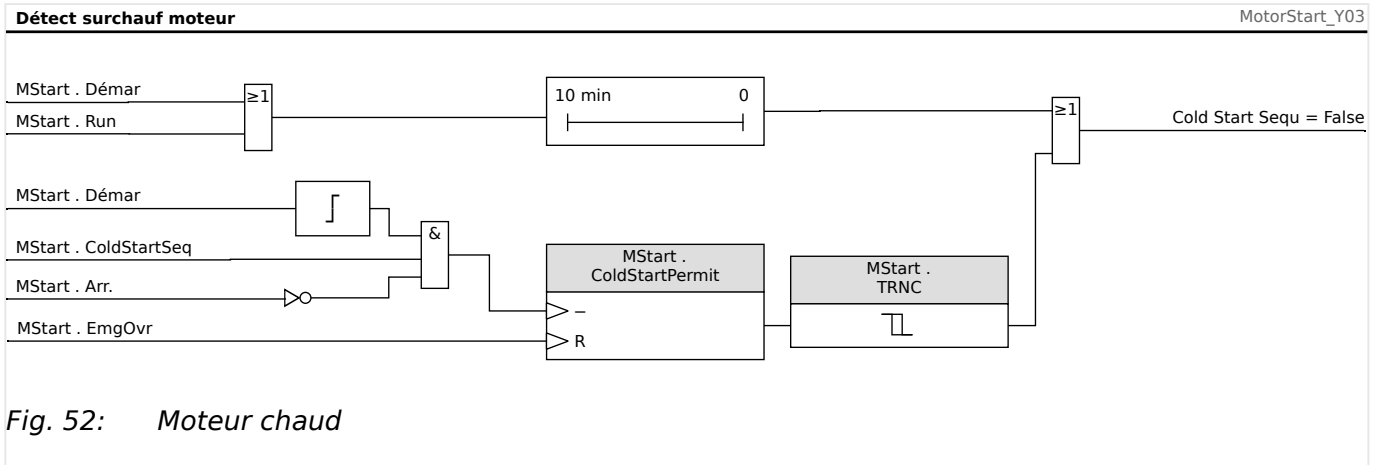 Détect surchauf moteur
MotorStart_Y03
MStart . Démar
≥1
MStart . Run
10 min 0
≥1
Cold Start Sequ = False
MStart . Démar
MStart . ColdStartSeq
&
MStart . Arr.
MStart . EmgOvr
MStart .
ColdStartPermit
–
R
MStart .
TRNC
Fig. 52: Moteur chaud